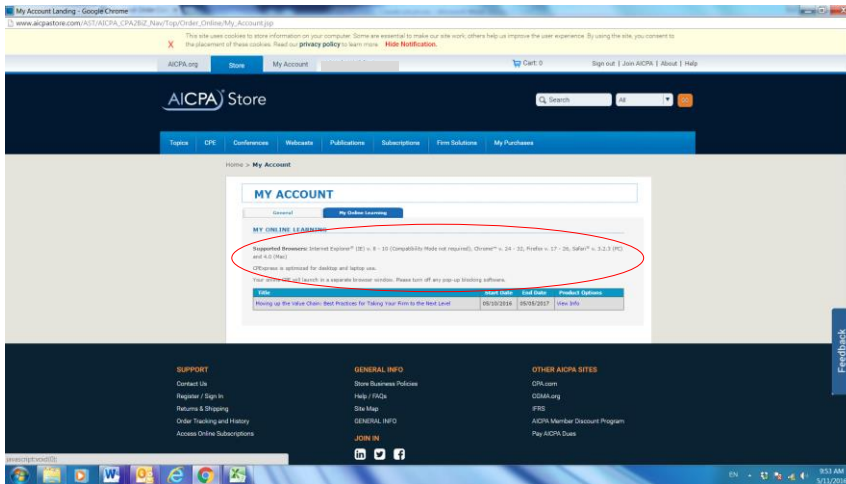 My Account Landing - Google Chrome
www.aicpastore.com/AST/AICPA_CPA2BiZ_Nav/Top/Order_Online/My_Account.jsp
This site uses cookies to store information on your computer. Some are essential to make our site work; others help us improve the user experience. By using the site, you consent to
X the placement of these cookies. Read our privacy policy to learn more. Hide Notification.
AICPA.org Store My Account Cart: 0 Sign out | Join AICPA | About | Help
AICPA Store Search All
Topics CPE Conferences Webcasts Publications Subscriptions Firm Solutions My Purchases
Home > My Account
MY ACCOUNT
General My Online Learning
MY ONLINE LEARNING
Supported Browsers: Internet Explorer® (IE) v. 8 - 10 (Compatibility Mode not required), Chrome™ v. 24 - 32, Firefox v. 17 - 26, Safari® v. 5.2.3 (PC)
and 4.0 (Mac)
CPExpress is optimized for desktop and laptop use.
Your online CPE will launch in a separate browser window. Please turn off any pop-up blocking software.
Title Start Date End Date Product Options
Moving up the Value Chain: Best Practices for Taking Your Firm to the Next Level 05/10/2016 05/05/2017 View Info
Feedback
SUPPORT GENERAL INFO OTHER AICPA SITES
Contact Us Store Business Policies CPA.com
Register / Sign In Help / FAQs CGMA.org
Returns & Shipping Site Map IFRS
Order Tracking and History GENERAL INFO AICPA Member Discount Program
Access Online Subscriptions JOIN IN Pay AICPA Dues
javascript:void(0);
EN 9:53 AM
5/11/2016